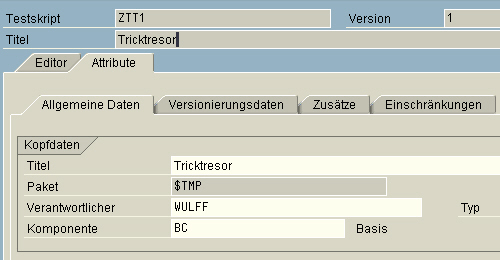 Testskript ZTT1 Version 1
Titel Tricktresor
Editor Attribute
Allgemeine Daten Versionierungsdaten Zusätze Einschränkungen
Kopfdaten
Titel Tricktresor
Paket $TMP
Verantwortlicher WULFF Typ
Komponente BC Basis